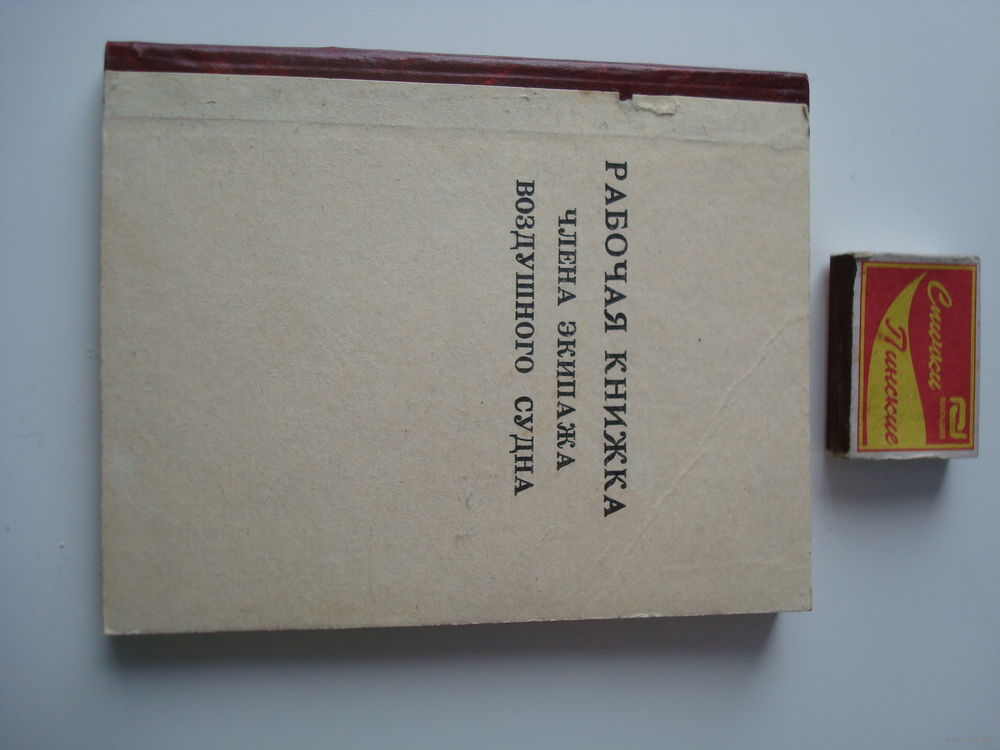 РАБОЧАЯ КНИЖКА
ЧЛЕНА ЭКИПАЖА
ВОЗДУШНОГО СУДНА
Спички
Пинские